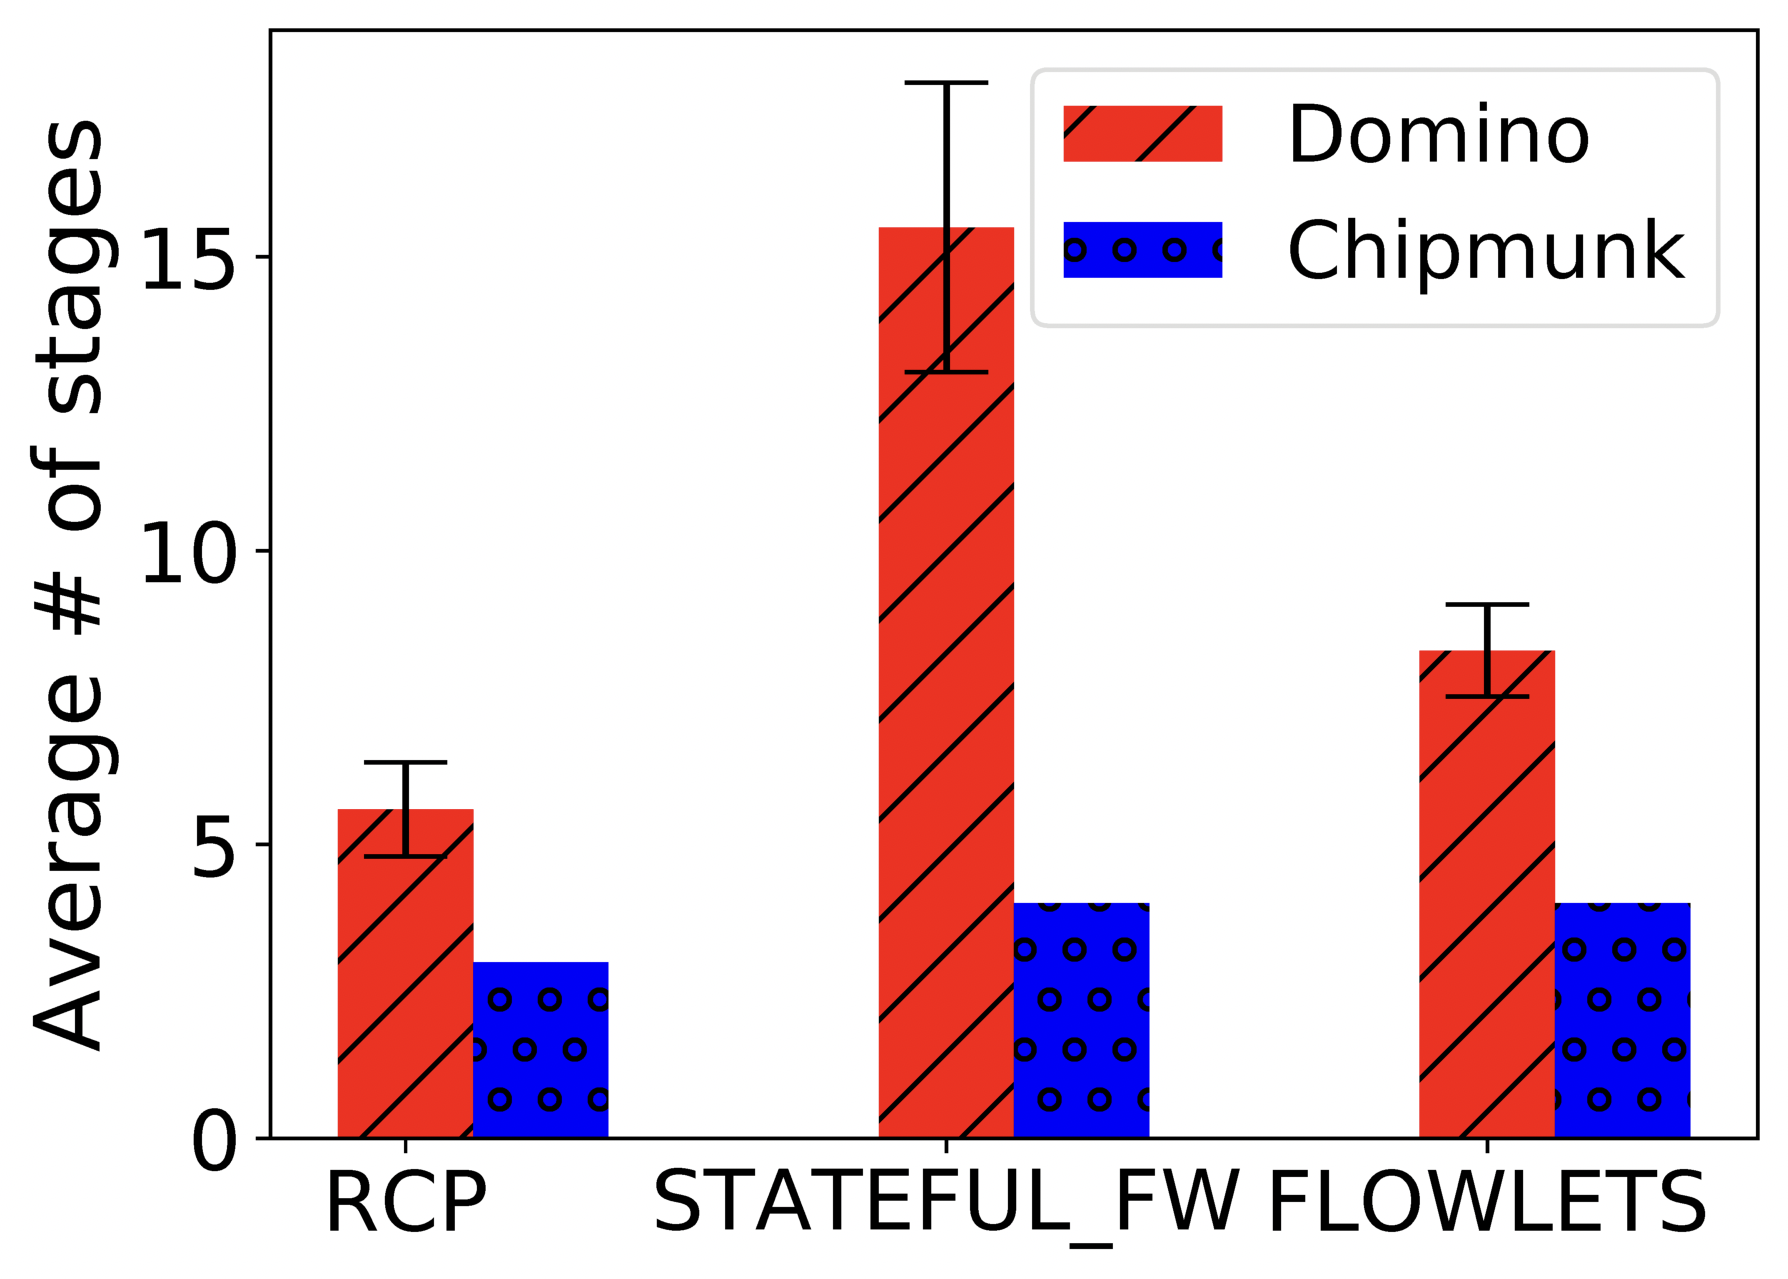 Average # of stages
15
10
5
0
Domino
Chipmunk
RCP
STATEFUL_FW
FLOWLETS